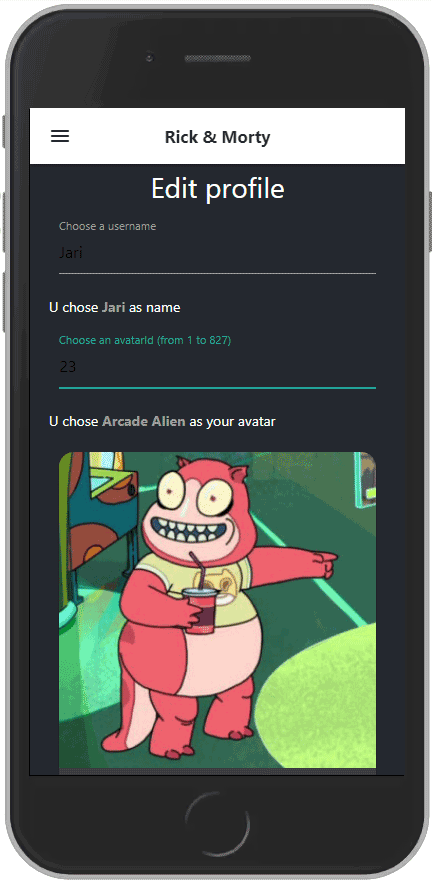 Rick & Morty
Edit profile
Choose a username
Jari
U chose Jari as name
Choose an avatarId (from 1 to 827)
23
U chose Arcade Alien as your avatar